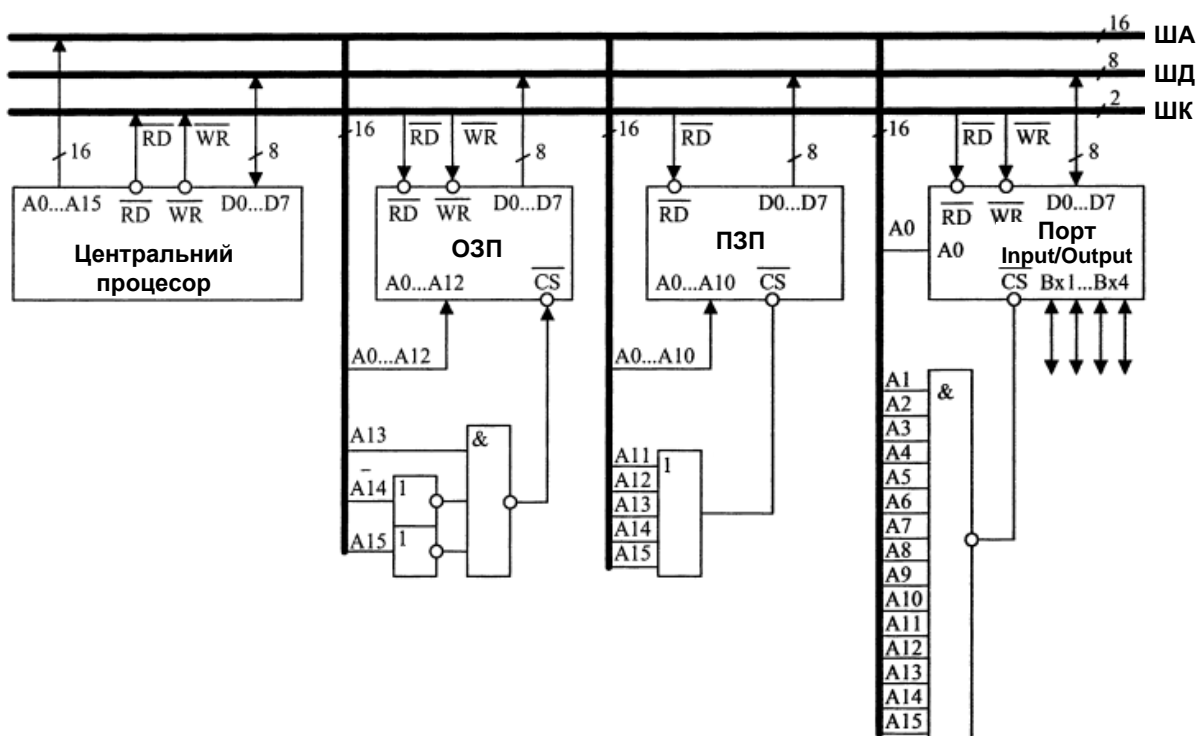 16 ША
8 ШД
2 ШК
16 RD WR 8
A0...A15 RD WR D0...D7
Центральний
процесор
16 RD WR 8
RD WR D0...D7
ОЗП
A0...A12 CS
A0...A12
A13
A14
A15
&
1
1
16 RD 8
RD D0...D7
ПЗП
A0...A10 CS
A0...A10
A11
A12
A13
A14
A15
1
16 RD WR 8
A0
RD WR D0...D7
A0
Порт
Input/Output
CS Bx1...Bx4
A1
A2
A3
A4
A5
A6
A7
A8
A9
A10
A11
A12
A13
A14
A15
&